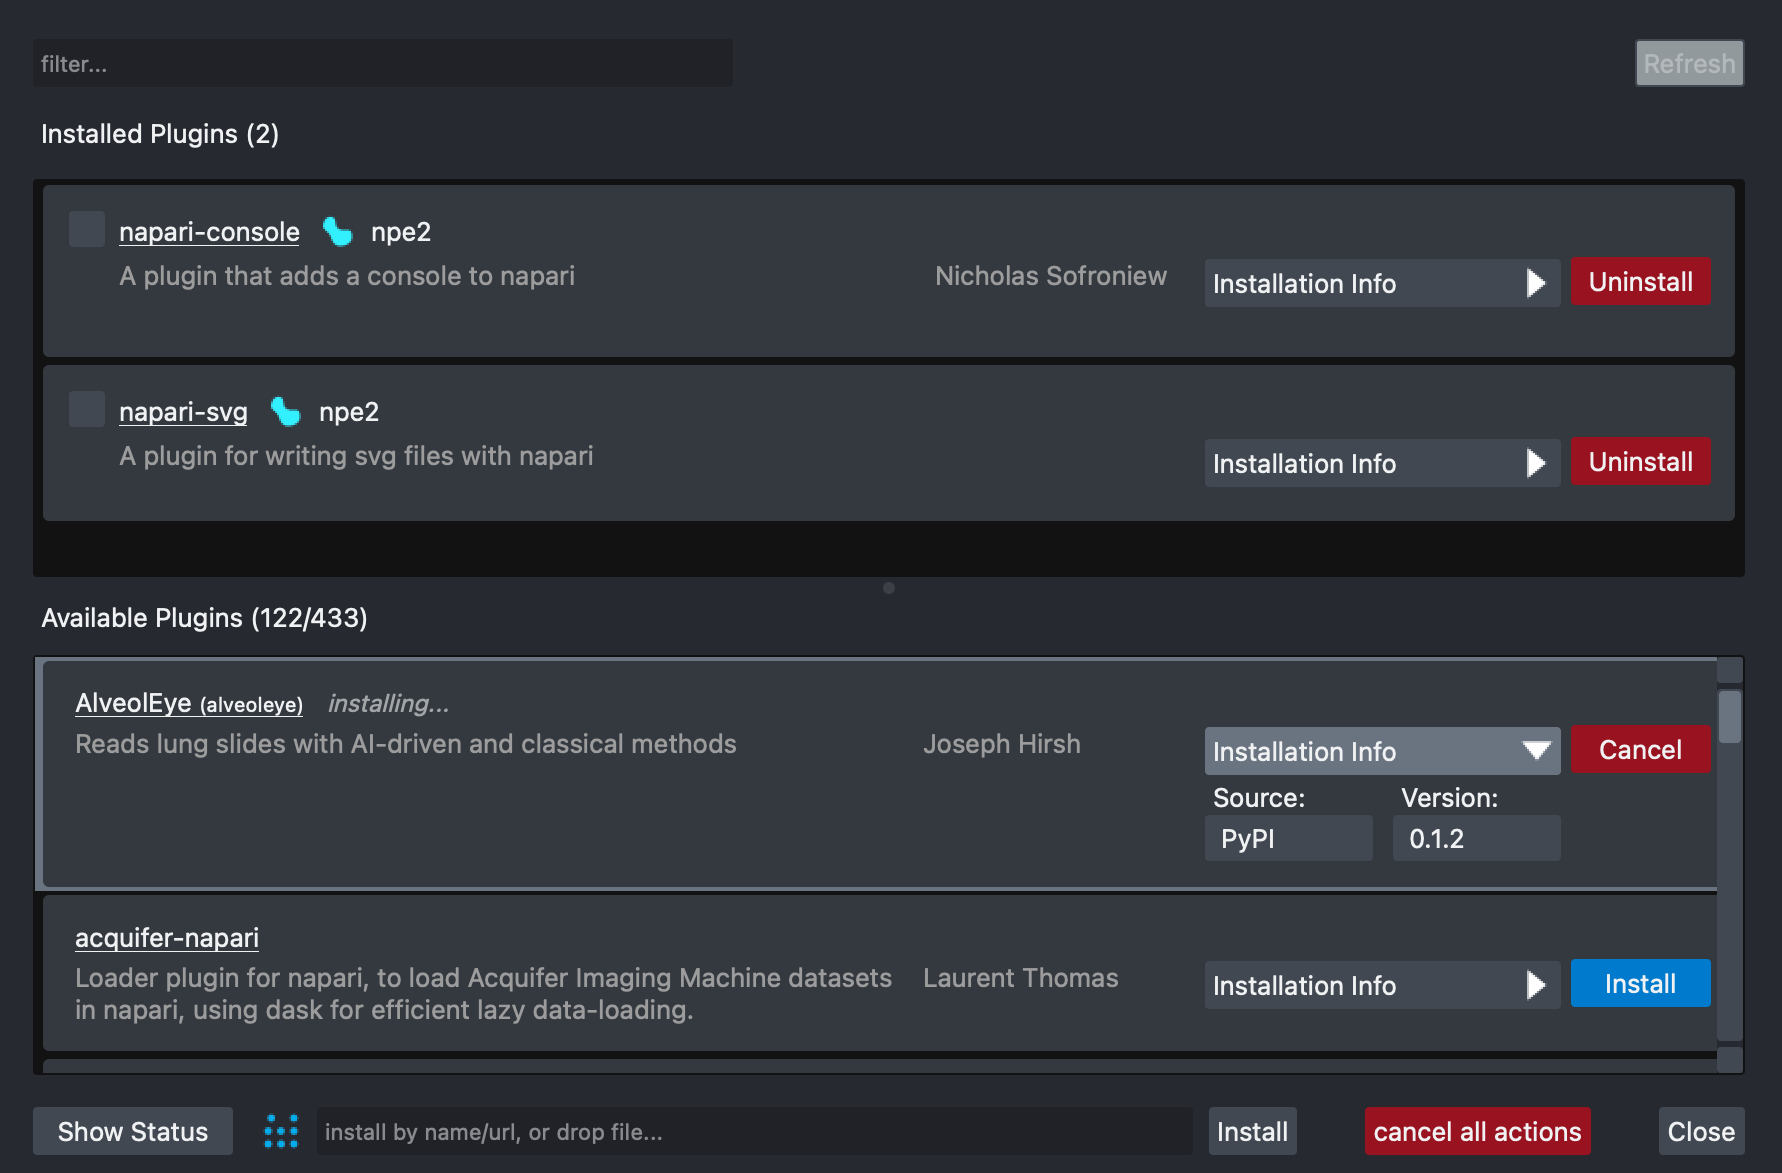 filter...
Refresh
Installed Plugins (2)
napari-console npe2
A plugin that adds a console to napari
Nicholas Sofroniew
Installation Info
Uninstall
napari-svg npe2
A plugin for writing svg files with napari
Installation Info
Uninstall
Available Plugins (122/433)
AlveolEye (alveoleye) installing...
Reads lung slides with AI-driven and classical methods
Joseph Hirsh
Installation Info
Cancel
Source: Version:
PyPI 0.1.2
acquifer-napari
Loader plugin for napari, to load Acquifer Imaging Machine datasets
in napari, using dask for efficient lazy data-loading.
Laurent Thomas
Installation Info
Install
Show Status
install by name/url, or drop file...
Install
cancel all actions
Close